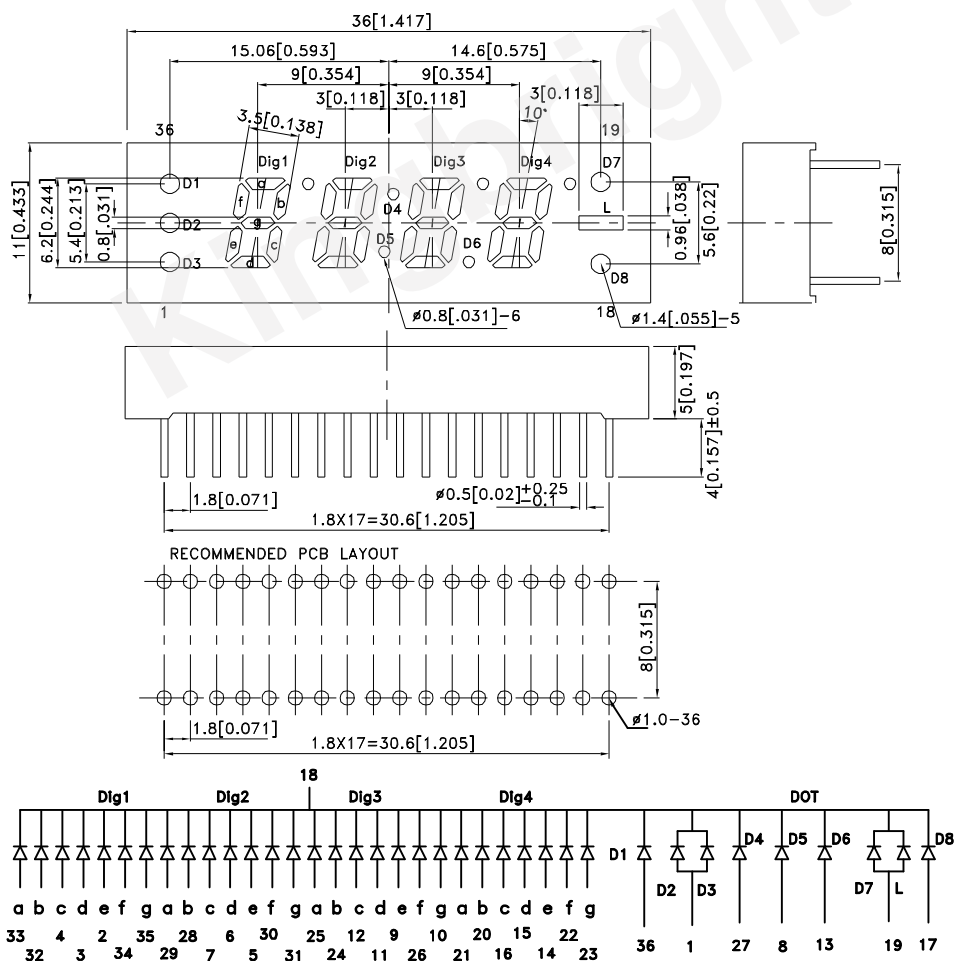 36[1.417]
15.06[0.593] 14.6[0.575]
9[0.354] 9[0.354]
3[0.118] 3[0.118] 3[0.118]
3.5[0.138] 10°
36 19
Dig1 Dig2 Dig3 Dig4 D7
D1 a
f b D4 L
D2 g
e c D5 D6
D3 d D8
11[0.433]
6.2[0.244]
5.4[0.213]
0.8[0.031]
0.96[.038]
5.6[0.22]
8[0.315]
1 ø0.8[.031]-6 18 ø1.4[.055]-5
Kingbright
5[0.197]
4[0.157]±0.5
1.8[0.071] ø0.5[0.02]+0.25 -0.1
1.8X17=30.6[1.205]
RECOMMENDED PCB LAYOUT
8[0.315]
1.8[0.071] ø1.0-36
1.8X17=30.6[1.205]
18
Dig1 Dig2 Dig3 Dig4 DOT
D1 D4 D5 D6 D8
D2 D3 D7 L
a b c d e f g a b c d e f g a b c d e f g a b c d e f g
33 4 2 35 28 6 30 25 12 9 10 20 15 22 36 1 27 8 13 19 17
32 3 34 29 7 5 31 24 11 26 21 16 14 23